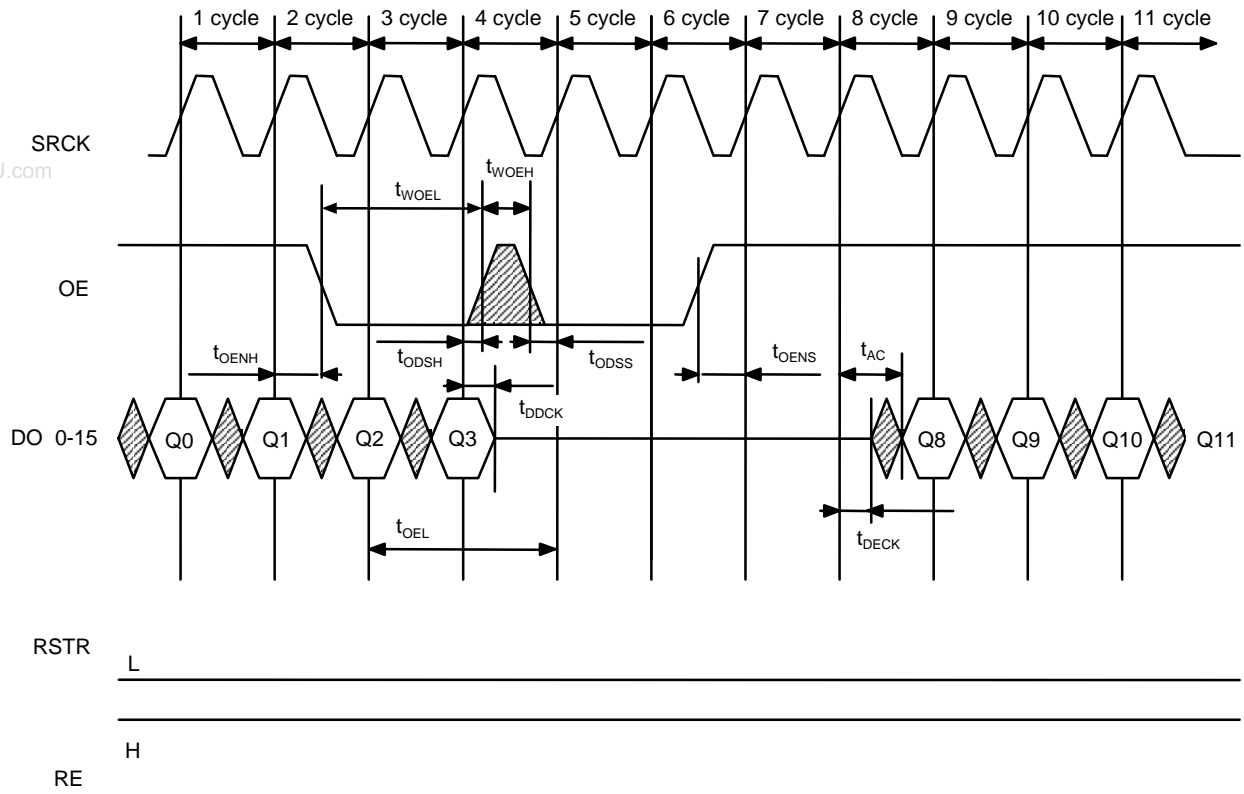 1 cycle 2 cycle 3 cycle 4 cycle 5 cycle 6 cycle 7 cycle 8 cycle 9 cycle 10 cycle 11 cycle
SRCK
J.com
tWOEH
tWOEL
OE
tOENH
tODSH
tODSS
tOENS
tAC
tDDCK
DO 0-15
Q0 Q1 Q2 Q3 Q8 Q9 Q10 Q11
tOEL
tDECK
RSTR
L
H
RE